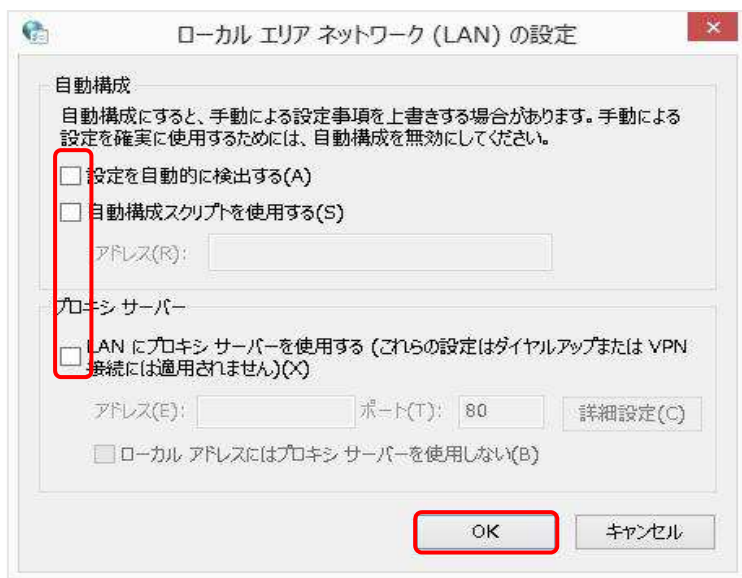 ローカル エリア ネットワーク (LAN) の設定
自動構成
自動構成にすると、手動による設定事項を上書きする場合があります。手動による
設定を確実に使用するためには、自動構成を無効にしてください。
設定を自動的に検出する(A)
自動構成スクリプトを使用する(S)
アドレス(R):
プロキシ サーバー
LAN にプロキシ サーバーを使用する (これらの設定はダイヤルアップまたは VPN
接続には適用されません)(X)
アドレス(E): ポート(T): 80 詳細設定(C)
ローカル アドレスにはプロキシ サーバーを使用しない(B)
OK キャンセル